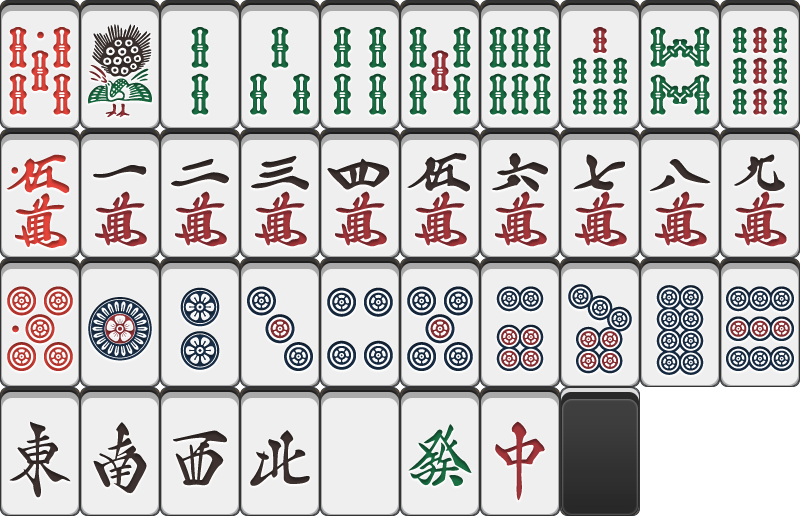 伍 一 二 三 四 伍 六 七 八 九
萬 萬 萬 萬 萬 萬 萬 萬 萬 萬
東 南 西 北 發 中